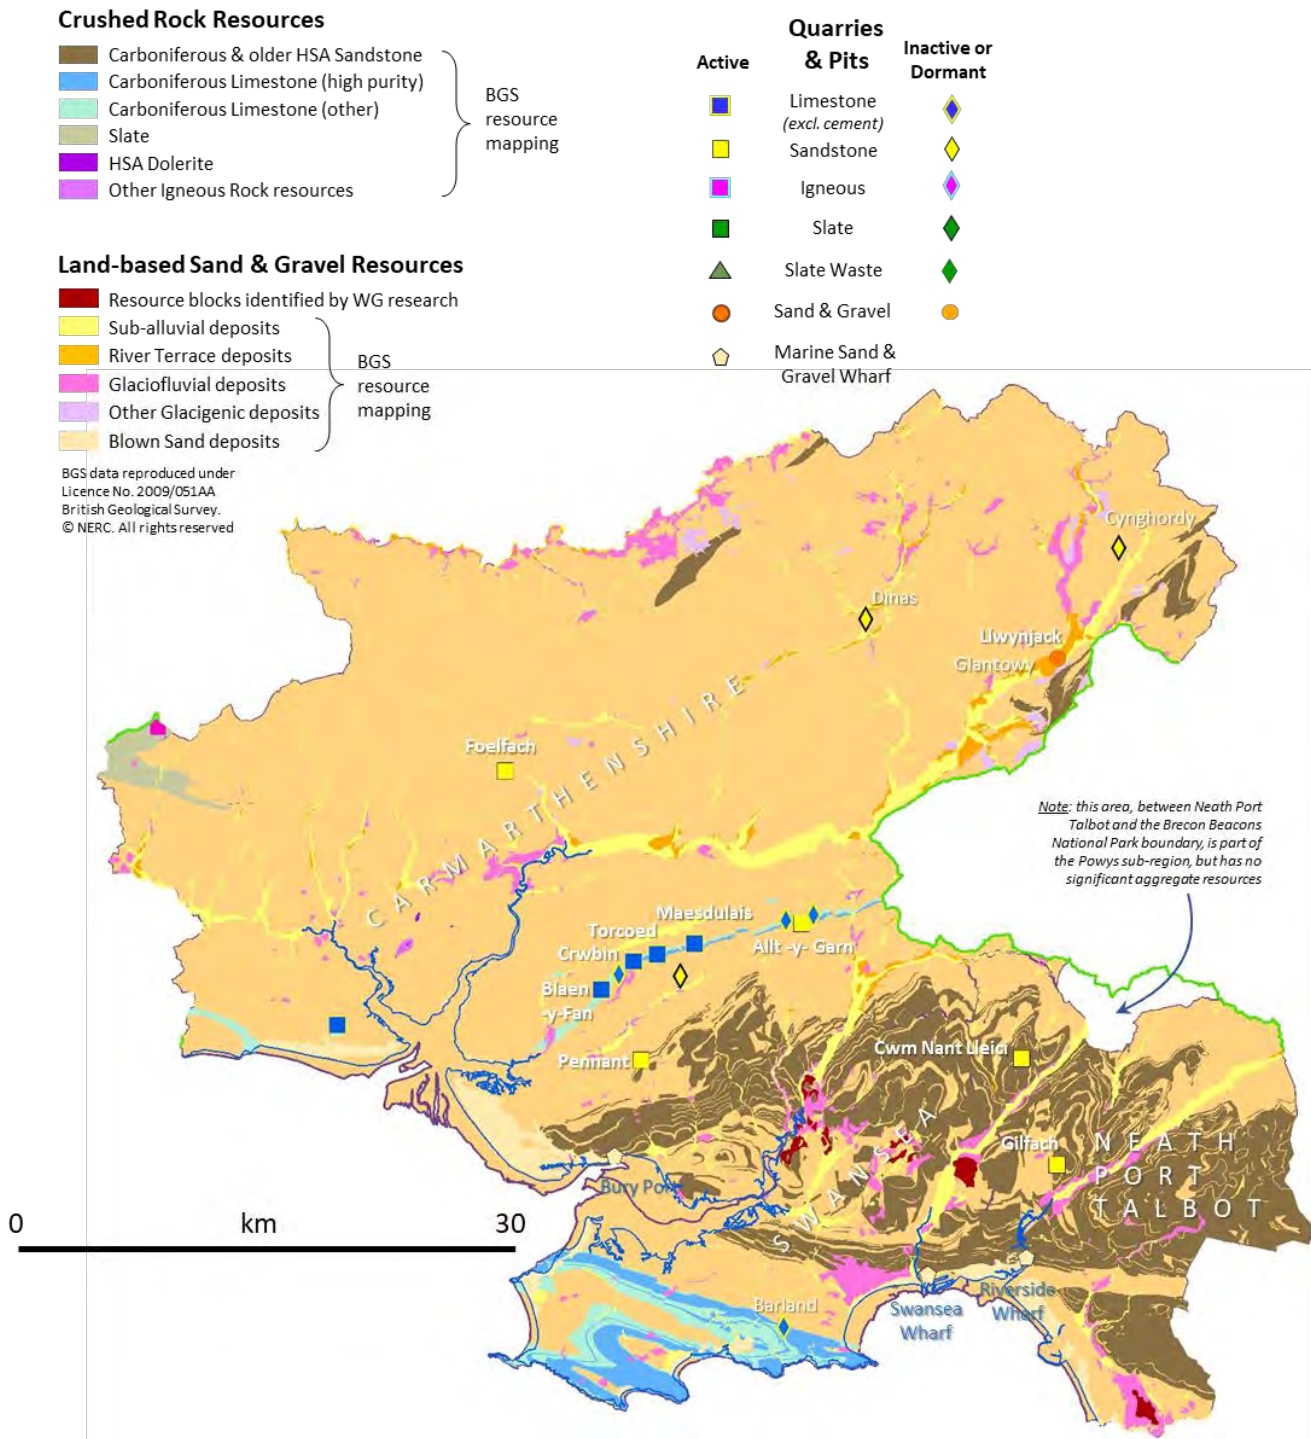 Crushed Rock Resources
Carboniferous & older HSA Sandstone
Carboniferous Limestone (high purity)
Carboniferous Limestone (other)
Slate
HSA Dolerite
Other Igneous Rock resources
BGS
resource
mapping
Quarries
& Pits
Active
Inactive or
Dormant
Limestone
(excl. cement)
Sandstone
Igneous
Slate
Slate Waste
Sand & Gravel
Marine Sand &
Gravel Wharf
Land-based Sand & Gravel Resources
Resource blocks identified by WG research
Sub-alluvial deposits
River Terrace deposits
Glaciofluvial deposits
Other Glacigenic deposits
Blown Sand deposits
BGS
resource
mapping
BGS data reproduced under
Licence No. 2009/051AA
British Geological Survey.
© NERC. All rights reserved
Cynghordy
Dinas
Llwynjack
Glantowy
Foelfach
CARMARTHENSHIRE
Note: this area, between Neath Port
Talbot and the Brecon Beacons
National Park boundary, is part of
the Powys sub-region, but has no
significant aggregate resources
Maesdulais
Torcoed
Crwbin
Allt -y- Garn
Blaen
-y-Fan
Pennant
Cwm Nant Lleici
SWANSEA
Gilfach
NEATH
PORT
TALBOT
Bury Port
0 km 30
Barland
Swansea
Wharf
Riverside
Wharf